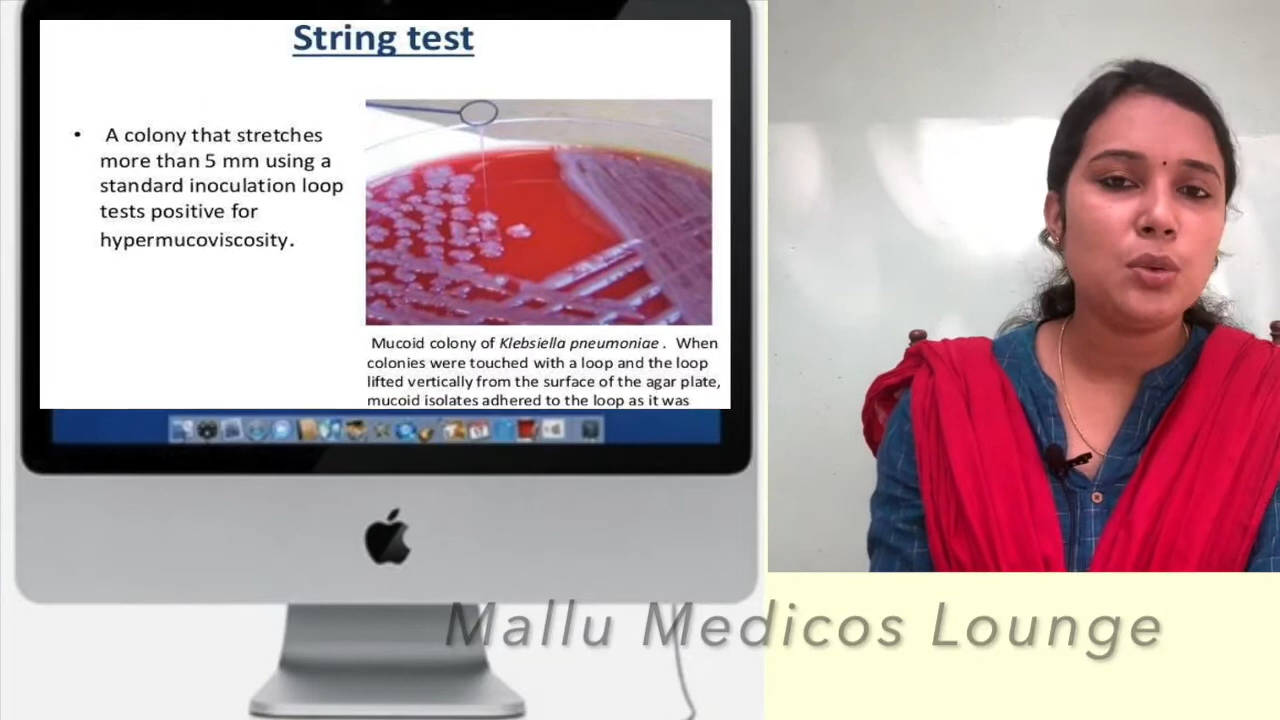 String test
• A colony that stretches
more than 5 mm using a
standard inoculation loop
tests positive for
hypermucoviscosity.
Mucoid colony of Klebsiella pneumoniae . When
colonies were touched with a loop and the loop
lifted vertically from the surface of the agar plate,
mucoid isolates adhered to the loop as it was
Mallu Medicos Lounge